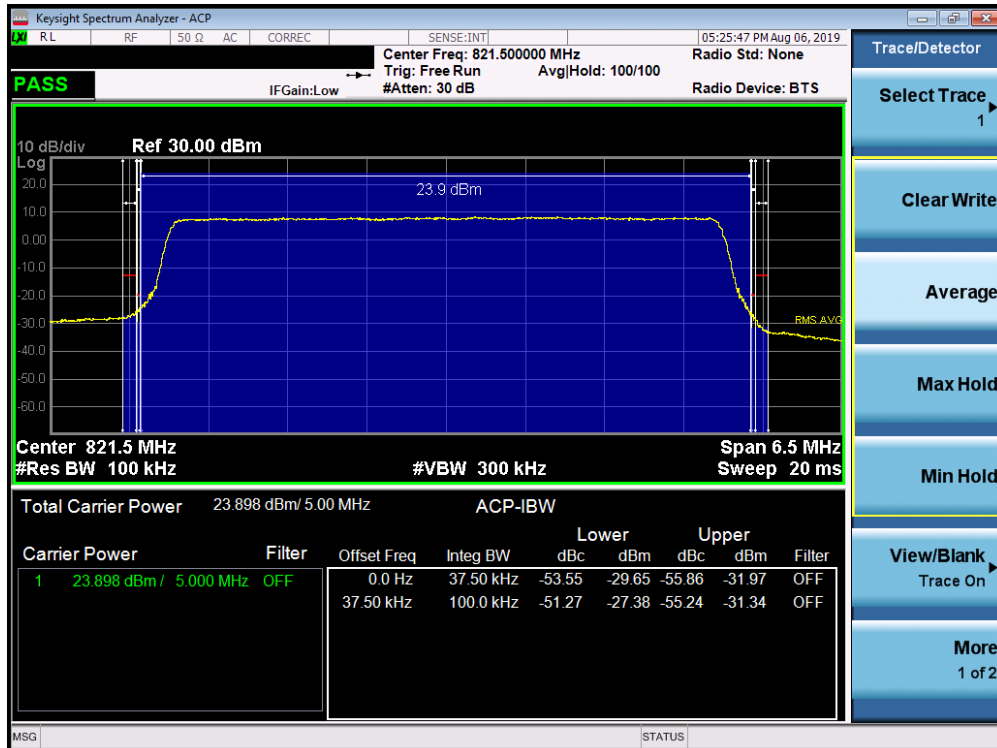 Keysight Spectrum Analyzer - ACP
LXI RL RF 50 Ω AC CORREC SENSE:INT 05:25:47 PM Aug 06, 2019
Center Freq: 821.500000 MHz Radio Std: None
Trig: Free Run Avg|Hold: 100/100
PASS IFGain:Low #Atten: 30 dB Radio Device: BTS
10 dB/div Ref 30.00 dBm
Log
20.0
23.9 dBm
10.0
0.00
-10.0
-20.0
-30.0
RMS AVG
-40.0
-50.0
-60.0
Center 821.5 MHz Span 6.5 MHz
#Res BW 100 kHz #VBW 300 kHz Sweep 20 ms
Total Carrier Power 23.898 dBm/ 5.00 MHz ACP-IBW
Lower Upper
Carrier Power Filter Offset Freq Integ BW dBc dBm dBc dBm Filter
1 23.898 dBm / 5.000 MHz OFF 0.0 Hz 37.50 kHz -53.55 -29.65 -55.86 -31.97 OFF
37.50 kHz 100.0 kHz -51.27 -27.38 -55.24 -31.34 OFF
MSG STATUS
Trace/Detector
Select Trace
1
Clear Write
Average
Max Hold
Min Hold
View/Blank
Trace On
More
1 of 2